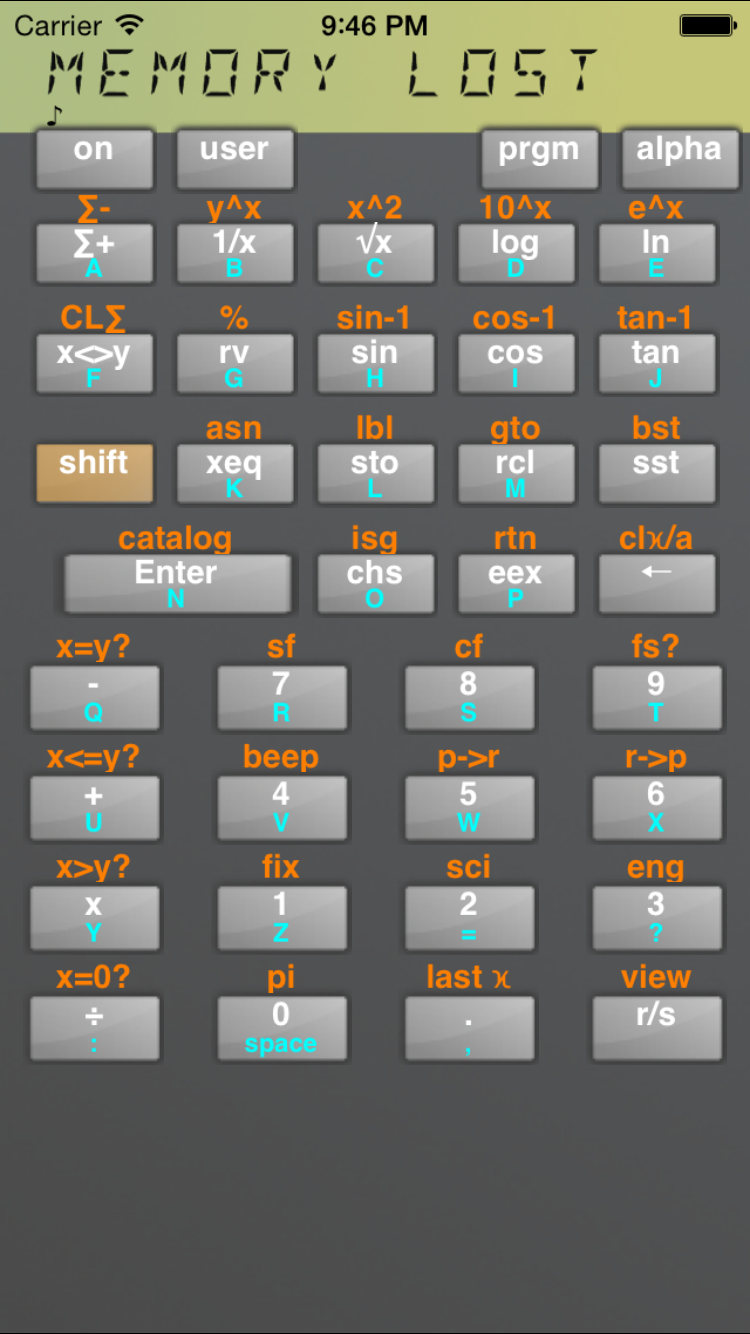 Carrier 9:46 PM
MEMORY LOST
♪
on user prgm alpha
∑- y^x x^2 10^x e^x
∑+ 1/x √x log ln
A B C D E
CL∑ % sin-1 cos-1 tan-1
x<>y rv sin cos tan
F G H I J
asn lbl gto bst
shift xeq sto rcl sst
K L M
catalog isg rtn clx/a
Enter chs eex ←
N O P
x=y? sf cf fs?
- 7 8 9
Q R S T
x<=y? beep p->r r->p
+ 4 5 6
U V W X
x>y? fix sci eng
x 1 2 3
Y Z = ?
x=0? pi last x view
÷ 0 . r/s
: space ,